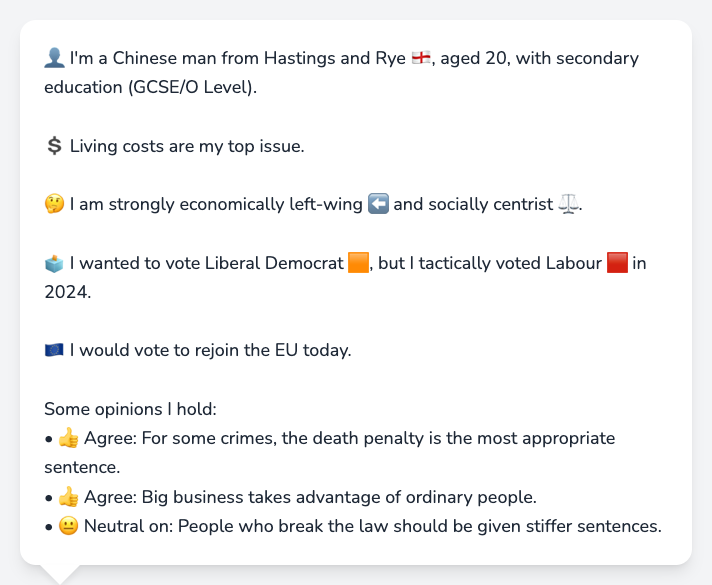 👤 I'm a Chinese man from Hastings and Rye 🏴󠁧󠁢󠁥󠁮󠁧󠁿, aged 20, with secondary
education (GCSE/O Level).
💲 Living costs are my top issue.
🤔 I am strongly economically left-wing ⬅️ and socially centrist ⚖️.
🗳️ I wanted to vote Liberal Democrat 🟧, but I tactically voted Labour 🟥 in
2024.
🇪🇺 I would vote to rejoin the EU today.
Some opinions I hold:
• 👍 Agree: For some crimes, the death penalty is the most appropriate
sentence.
• 👍 Agree: Big business takes advantage of ordinary people.
• 😐 Neutral on: People who break the law should be given stiffer sentences.